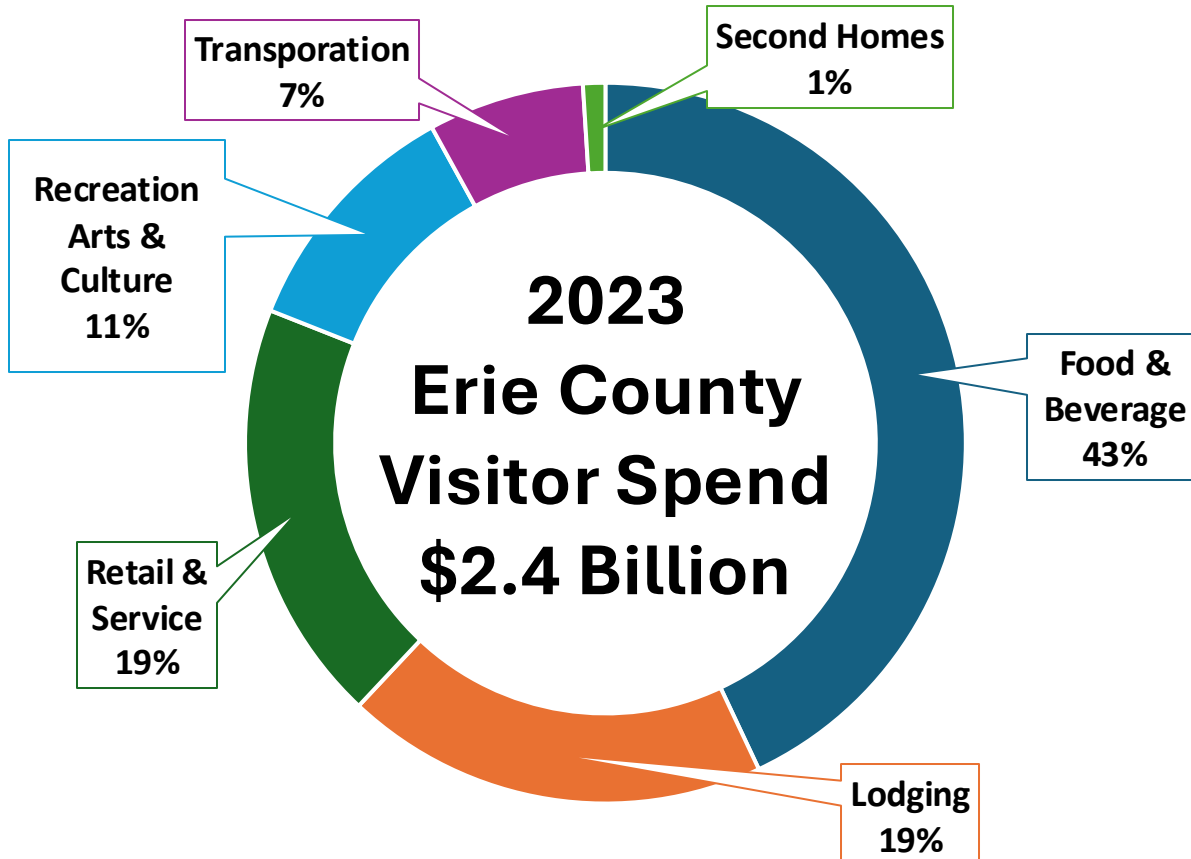 Transporation
7%
Second Homes
1%
Recreation
Arts &
Culture
11%
2023
Erie County
Visitor Spend
$2.4 Billion
Food &
Beverage
43%
Retail &
Service
19%
Lodging
19%